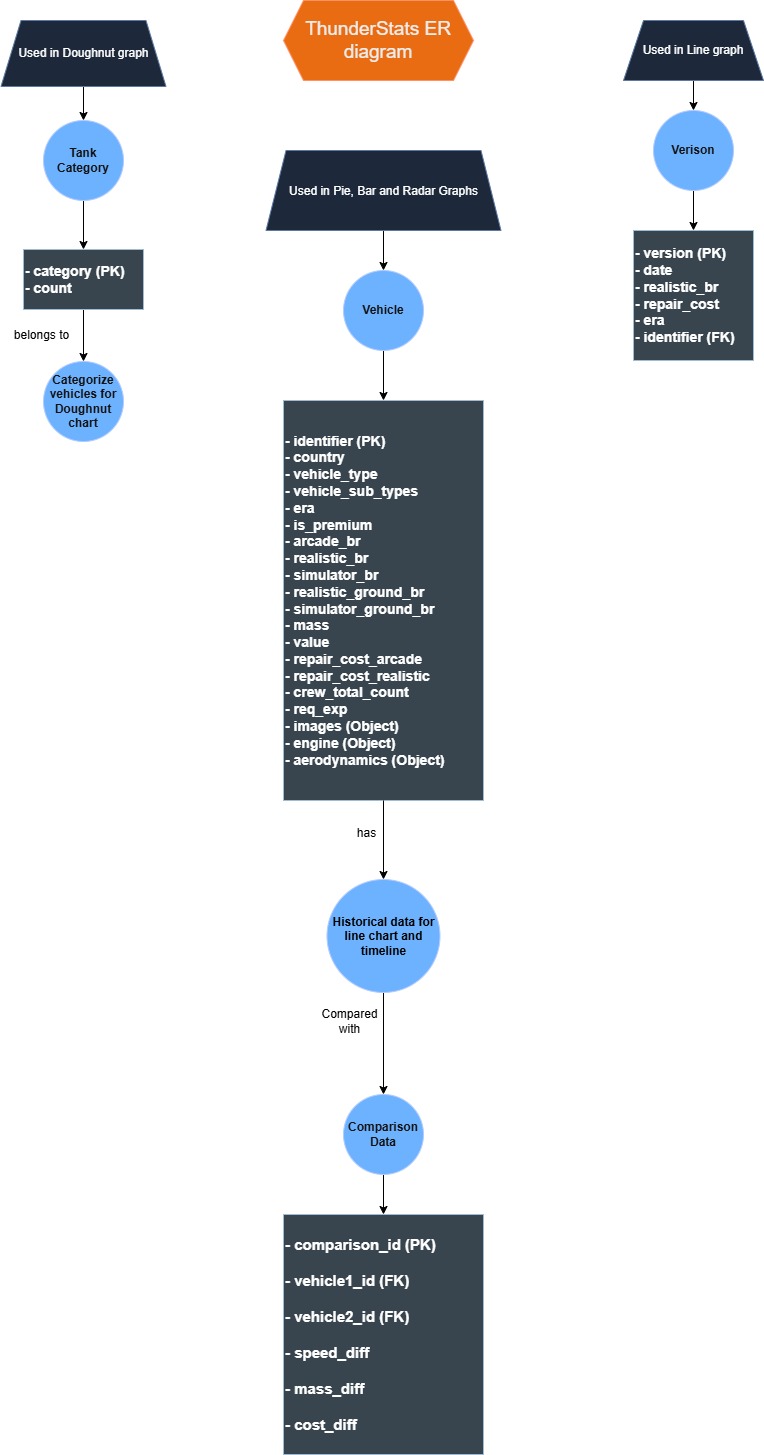 ThunderStats ER
diagram
Used in Doughnut graph
Tank
Category
- category (PK)
- count
belongs to
Categorize
vehicles for
Doughnut
chart
Used in Pie, Bar and Radar Graphs
Vehicle
- identifier (PK)
- country
- vehicle_type
- vehicle_sub_types
- era
- is_premium
- arcade_br
- realistic_br
- simulator_br
- realistic_ground_br
- simulator_ground_br
- mass
- value
- repair_cost_arcade
- repair_cost_realistic
- crew_total_count
- req_exp
- images (Object)
- engine (Object)
- aerodynamics (Object)
has
Historical data for
line chart and
timeline
Compared
with
Comparison
Data
- comparison_id (PK)
- vehicle1_id (FK)
- vehicle2_id (FK)
- speed_diff
- mass_diff
- cost_diff
Used in Line graph
Verison
- version (PK)
- date
- realistic_br
- repair_cost
- era
- identifier (FK)